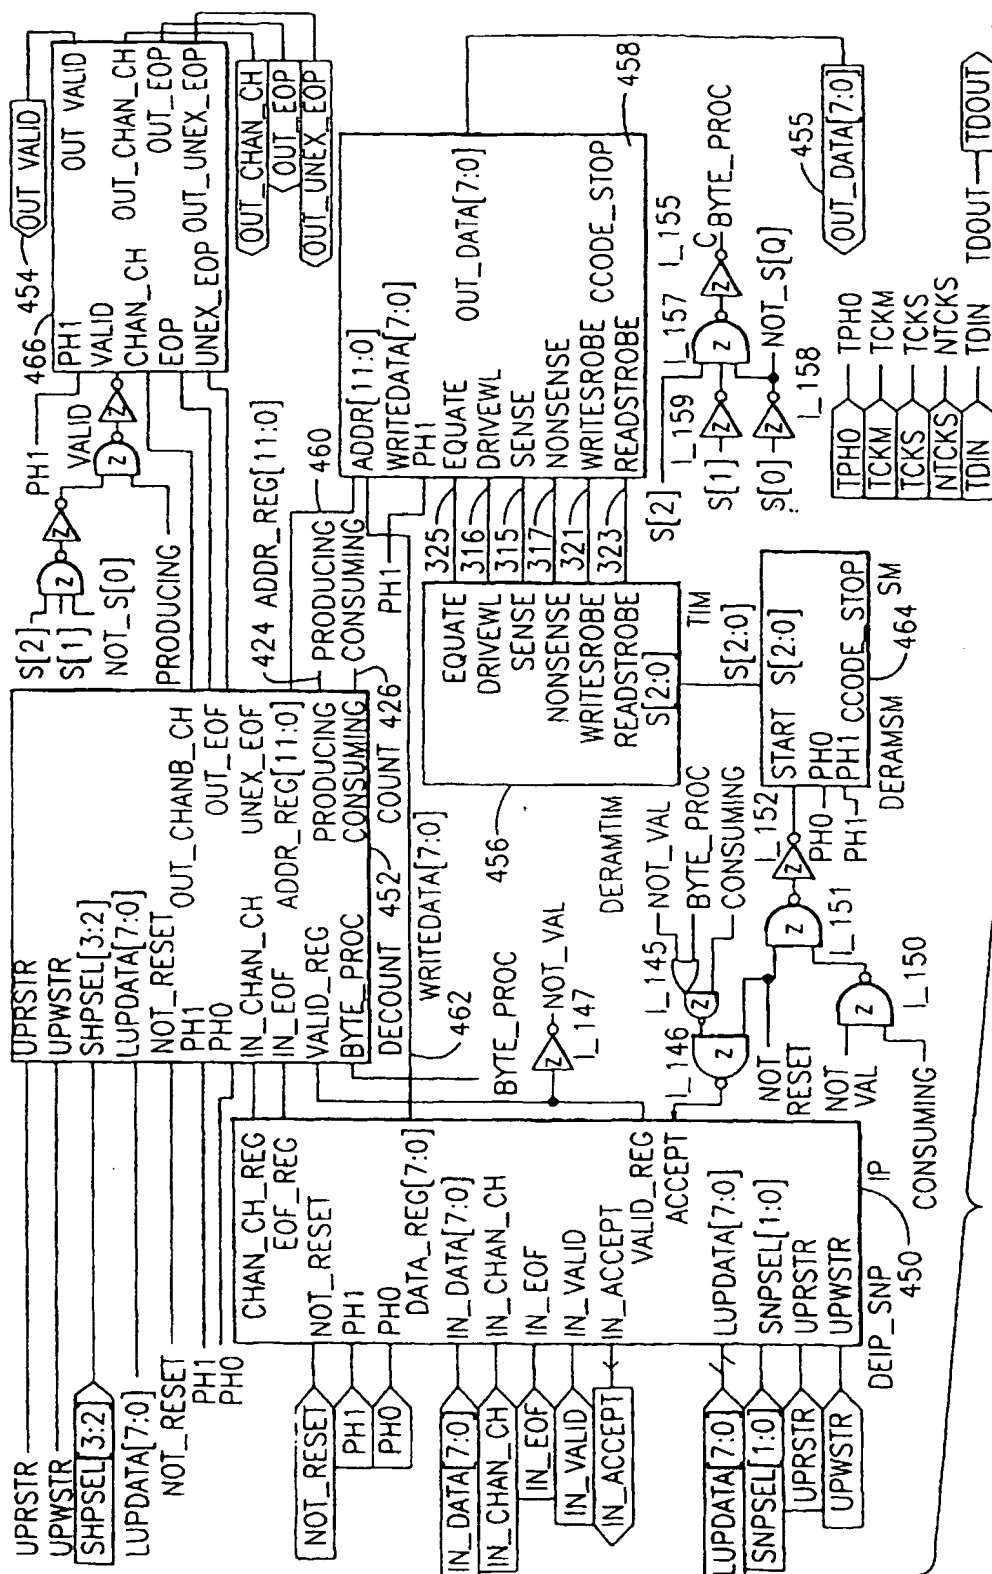 UPRSTR
UPWSTR
SHPSEL[3:2]
LUPDATA[7:0]
NOT_RESET
PH1
PH0
UPRSTR
UPWSTR
SHPSEL[3:2]
LUPDATA[7:0]
NOT_RESET
PH1
PH0
IN_CHAN_CH
IN_EOF
VALID_REG
BYTE_PROC
OUT_CHANB_CH
OUT_EOF
UNEX_EOF
ADDR_REG[11:0]
PRODUCING
CONSUMING
DECOUNT 452 COUNT 426
S[2]
S[1]
NOT_S[0]
PRODUCING
Z
Z
VALID
Z
Z
PH1
466
454
OUT VALID
PH1
VALID
CHAN_CH
EOP
UNEX_EOP
OUT VALID
OUT_CHAN_CH
OUT_EOP
OUT_UNEX_EOP
OUT_CHAN_CH
OUT_EOP
OUT_UNEX_EOP
424 ADDR_REG[11:0]
PRODUCING
CONSUMING
460
NOT_RESET
PH1
PH0
IN_DATA[7:0]
IN_CHAN_CH
IN_EOF
IN_VALID
IN_ACCEPT
LUPDATA[7:0]
SNPSEL[1:0]
UPRSTR
UPWSTR
CHAN_CH_REG
EOF_REG
NOT_RESET
PH1
PH0
DATA_REG[7:0]
IN_DATA[7:0]
IN_CHAN_CH
IN_EOF
IN_VALID
IN_ACCEPT
VALID_REG
ACCEPT
LUPDATA[7:0]
SNPSEL[1:0]
UPRSTR
UPWSTR
DEIP_SNP
IP
450
WRITEDATA[7:0]
462
BYTE_PROC
Z
NOT_VAL
I_147
456
EQUATE
DRIVEWL
SENSE
NONSENSE
WRITESROBE
READSTROBE
S[2:0]
DERAMTIM
TIM
325
316
315
317
321
323
PH1
ADDR[11:0]
WRITEDATA[7:0]
PH1
EQUATE
DRIVEWL
SENSE
NONSENSE
WRITESROBE
READSTROBE
OUT_DATA[7:0]
CCODE_STOP
458
455
OUT_DATA[7:0]
NOT_VAL
BYTE_PROC
CONSUMING
I_145
Z
I_146
Z
NOT
RESET
NOT
VAL
CONSUMING
Z
I_150
Z
I_151
Z
I_152
PH0
PH1
START
PH0
PH1
S[2:0]
CCODE_STOP
DERAMSM
SM
464
S[2:0]
S[2]
S[1]
S[0]
I_159
Z
Z
I_158
Z
I_157
Z
I_155
C
BYTE_PROC
NOT_S[Q]
TPH0
TPH0
TCKM
TCKM
TCKS
TCKS
NTCKS
NTCKS
TDIN
TDIN
TDOUT
TDOUT